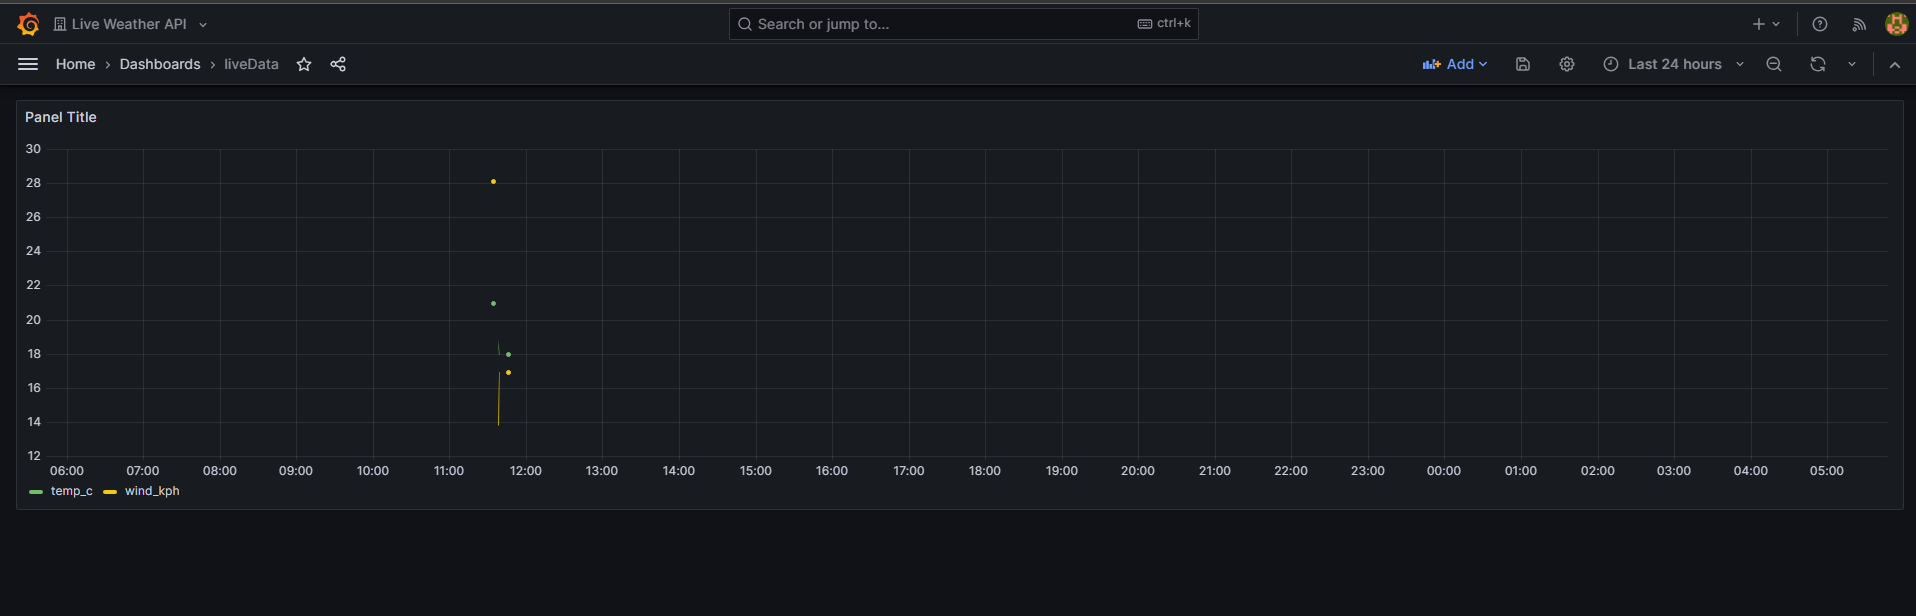 Live Weather API
Search or jump to...
ctrl+k
Home › Dashboards › liveData
Add
Last 24 hours
Panel Title
30
28
26
24
22
20
18
16
14
12
06:00 07:00 08:00 09:00 10:00 11:00 12:00 13:00 14:00 15:00 16:00 17:00 18:00 19:00 20:00 21:00 22:00 23:00 00:00 01:00 02:00 03:00 04:00 05:00
temp_c wind_kph